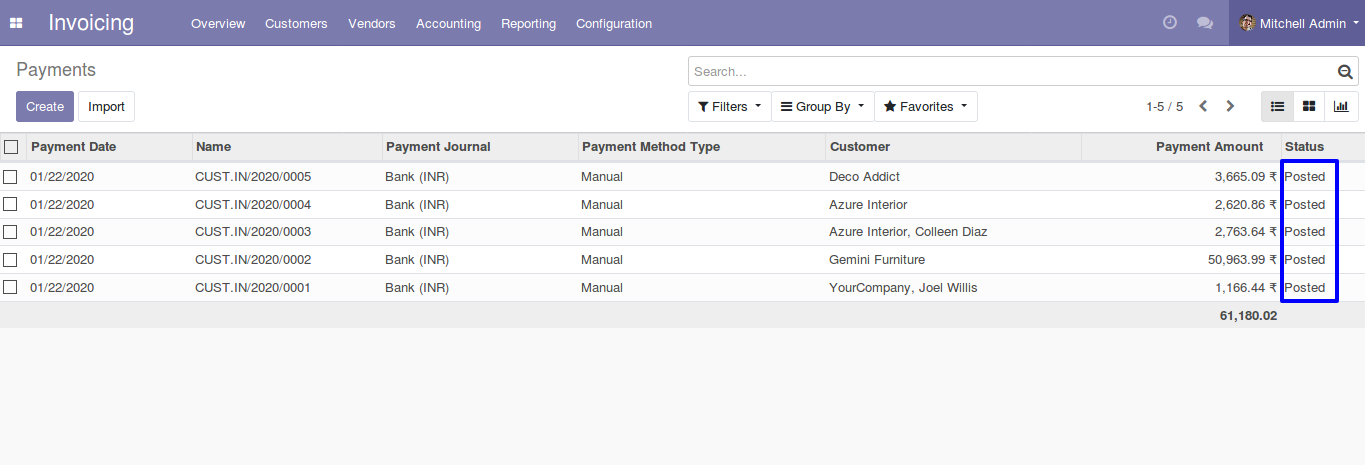 Invoicing Overview Customers Vendors Accounting Reporting Configuration Mitchell Admin
Payments Search...
Create Import Filters Group By Favorites 1-5 / 5
Payment Date Name Payment Journal Payment Method Type Customer Payment Amount Status
01/22/2020 CUST.IN/2020/0005 Bank (INR) Manual Deco Addict 3,665.09 ₹ Posted
01/22/2020 CUST.IN/2020/0004 Bank (INR) Manual Azure Interior 2,620.86 ₹ Posted
01/22/2020 CUST.IN/2020/0003 Bank (INR) Manual Azure Interior, Colleen Diaz 2,763.64 ₹ Posted
01/22/2020 CUST.IN/2020/0002 Bank (INR) Manual Gemini Furniture 50,963.99 ₹ Posted
01/22/2020 CUST.IN/2020/0001 Bank (INR) Manual YourCompany, Joel Willis 1,166.44 ₹ Posted
61,180.02